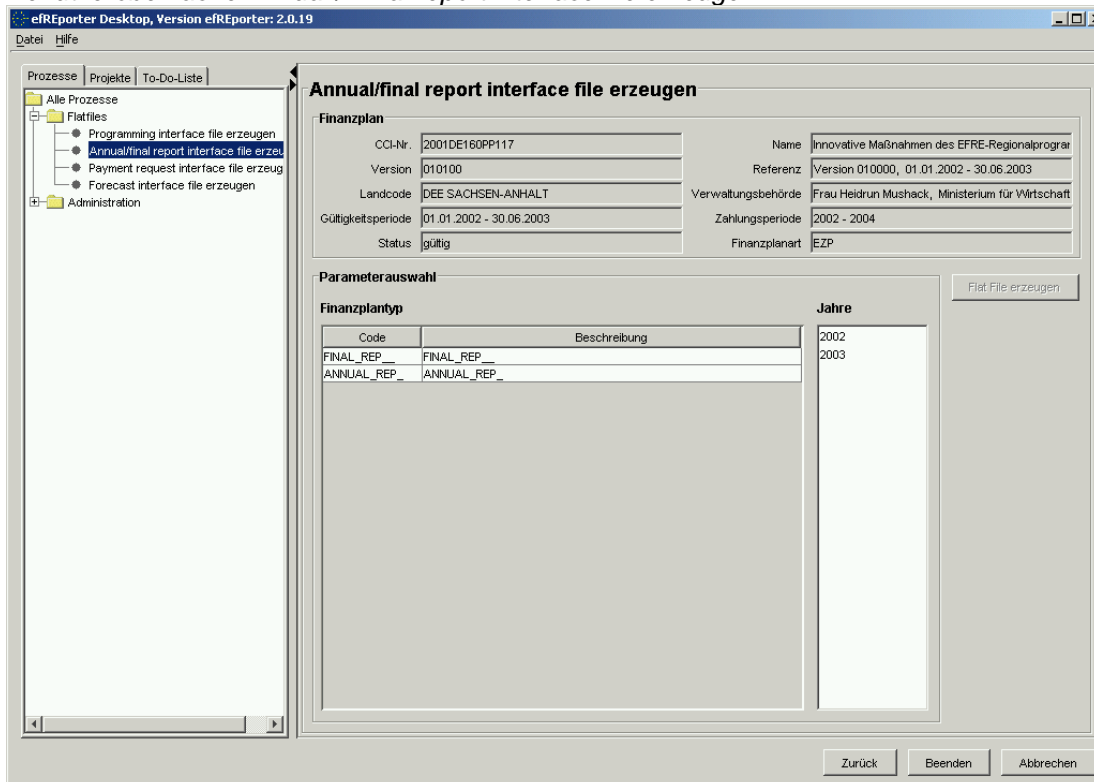 efREporter Desktop, Version efREporter: 2.0.19
Datei Hilfe
Prozesse Projekte To-Do-Liste
Alle Prozesse
Flatfiles
Programming interface file erzeugen
Annual/final report interface file erzeu
Payment request interface file erzeug
Forecast interface file erzeugen
Administration
Annual/final report interface file erzeugen
Finanzplan
CCI-Nr. 2001DE160PP117 Name Innovative Maßnahmen des EFRE-Regionalprograr
Version 010100 Referenz Version 010000, 01.01.2002 - 30.06.2003
Landcode DEE SACHSEN-ANHALT Verwaltungsbehörde Frau Heidrun Mushack, Ministerium für Wirtschaft
Gültigkeitsperiode 01.01.2002 - 30.06.2003 Zahlungsperiode 2002 - 2004
Status gültig Finanzplanart EZP
Parameterauswahl
Flat File erzeugen
Finanzplantyp Jahre
Code Beschreibung 2002
FINAL_REP__ FINAL_REP__ 2003
ANNUAL_REP_ ANNUAL_REP_
Zurück Beenden Abbrechen